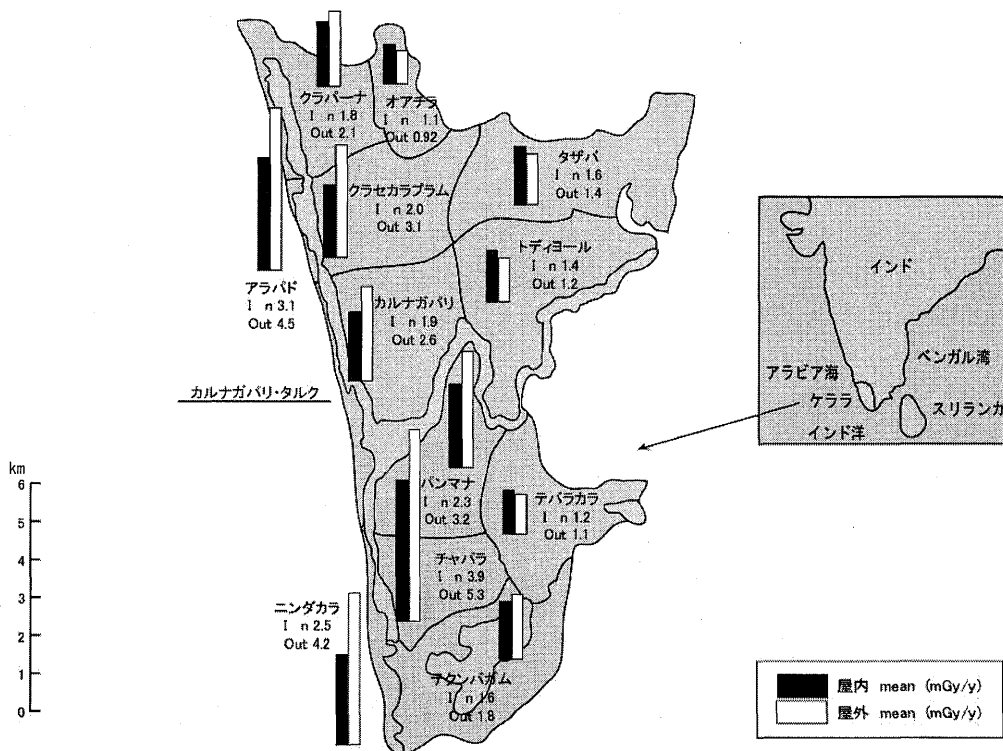 クラパーナ
I n 1.8
Out 2.1
オアチラ
I n 1.1
Out 0.92
タザバ
I n 1.6
Out 1.4
クラセカラプラム
I n 2.0
Out 3.1
トディヨール
I n 1.4
Out 1.2
アラパド
I n 3.1
Out 4.5
カルナガパリ
I n 1.9
Out 2.6
カルナガパリ・タルク
インド
アラビア海
ベンガル湾
ケララ
スリランカ
インド洋
km
6
5
4
3
2
1
0
パンマナ
I n 2.3
Out 3.2
テバラカラ
I n 1.2
Out 1.1
チャバラ
I n 3.9
Out 5.3
ニンダカラ
I n 2.5
Out 4.2
テクンバガム
I n 1.6
Out 1.8
屋内 mean (mGy/y)
屋外 mean (mGy/y)